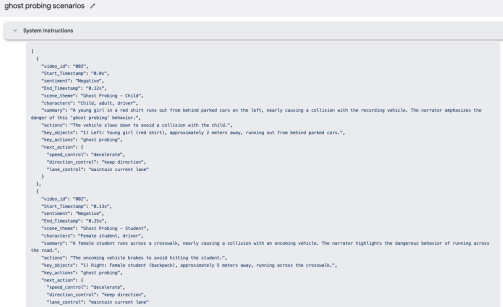 ghost probing scenarios
System Instructions
[
{
"video_id": "002",
"Start_Timestamp": "0.0s",
"sentiment": "Negative",
"End_Timestamp": "0.12s",
"scene_theme": "Ghost Probing – Child",
"characters": "Child, adult, driver",
"summary": "A young girl in a red shirt runs out from behind parked cars on the left, nearly causing a collision with the recording vehicle. The narrator emphasizes the
danger of this 'ghost probing' behavior.",
"actions": "The vehicle slows down to avoid a collision with the child.",
"key_objects": "1) Left: Young girl (red shirt), approximately 2 meters away, running out from behind parked cars.",
"key_actions": "ghost probing",
"next_action": {
"speed_control": "decelerate",
"direction_control": "keep direction",
"lane_control": "maintain current lane"
}
},
{
"video_id": "002",
"Start_Timestamp": "0.13s",
"sentiment": "Negative",
"End_Timestamp": "0.25s",
"scene_theme": "Ghost Probing – Student",
"characters": "Female student, driver",
"summary": "A female student runs across a crosswalk, nearly causing a collision with an oncoming vehicle. The narrator highlights the dangerous behavior of running across
the road.",
"actions": "The oncoming vehicle brakes to avoid hitting the student.",
"key_objects": "1) Right: Female student (backpack), approximately 5 meters away, running across the crosswalk.",
"key_actions": "ghost probing",
"next_action": {
"speed_control": "decelerate",
"direction_control": "keep direction",
"lane_control": "maintain current lane"